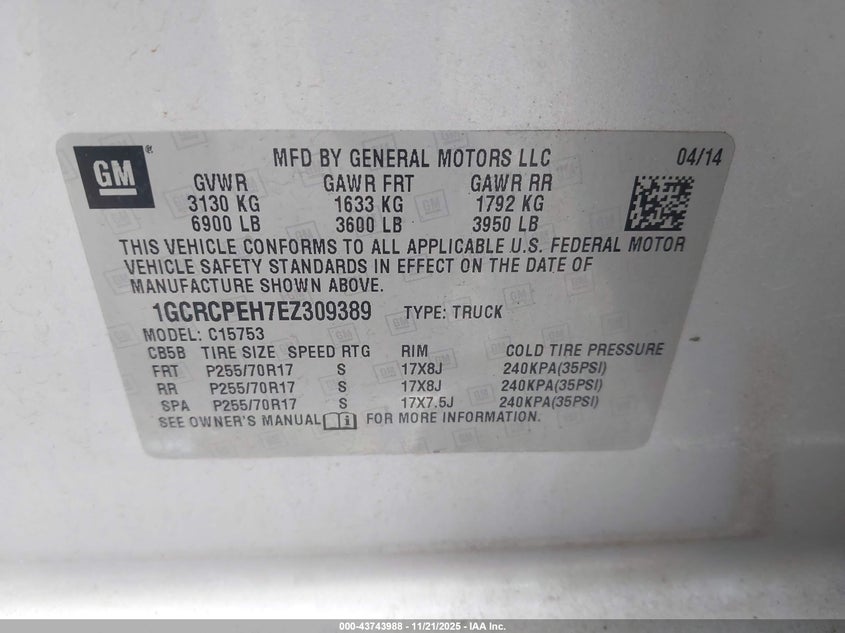 GM ® MFD BY GENERAL MOTORS LLC 04/14
GVWR GAWR FRT GAWR RR
3130 KG 1633 KG 1792 KG
6900 LB 3600 LB 3950 LB
THIS VEHICLE CONFORMS TO ALL APPLICABLE U.S. FEDERAL MOTOR
VEHICLE SAFETY STANDARDS IN EFFECT ON THE DATE OF
MANUFACTURE SHOWN ABOVE.
1GCRCPEH7EZ309389 TYPE: TRUCK
MODEL: C15753
CB5B TIRE SIZE SPEED RTG RIM COLD TIRE PRESSURE
FRT P255/70R17 S 17X8J 240KPA(35PSI)
RR P255/70R17 S 17X8J 240KPA(35PSI)
SPA P255/70R17 S 17X7.5J 240KPA(35PSI)
SEE OWNER'S MANUAL FOR MORE INFORMATION.
000-43743988 - 11/21/2025 - IAA Inc.